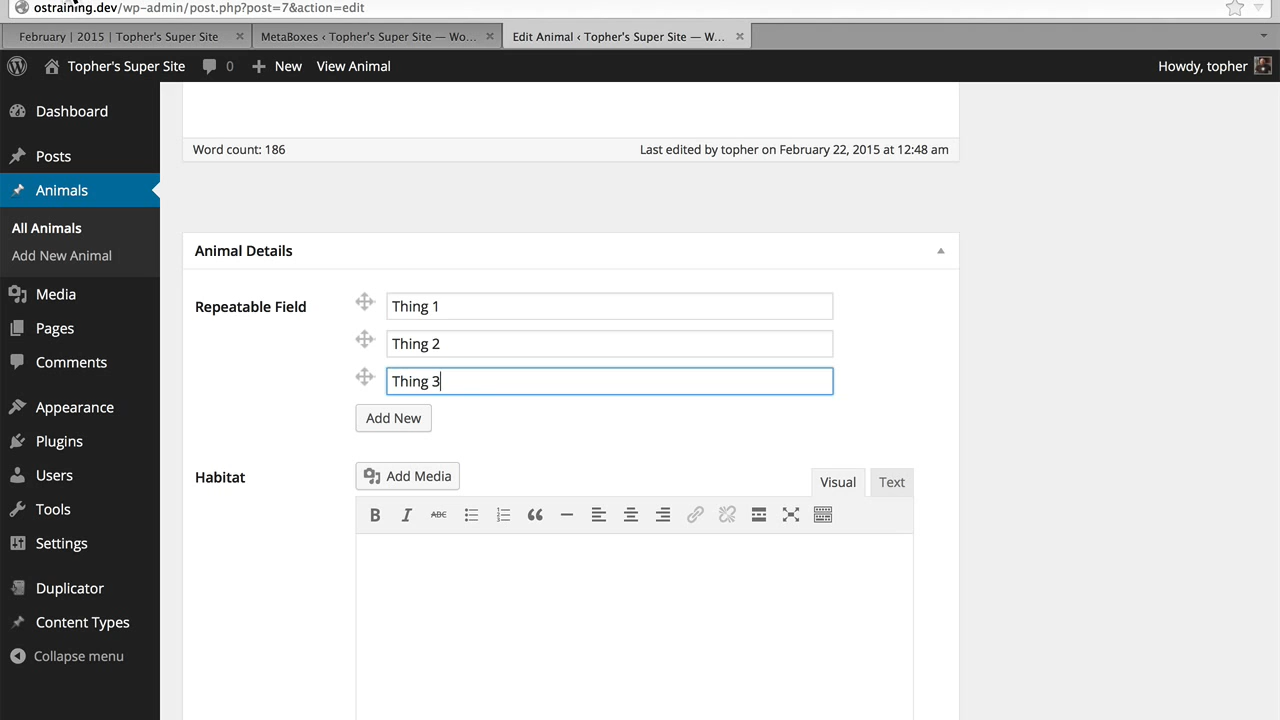 ostraining.dev/wp-admin/post.php?post=7&action=edit
February | 2015 | Topher's Super Site × MetaBoxes ‹ Topher's Super Site — Wo... × Edit Animal ‹ Topher's Super Site — W... ×
Topher's Super Site 0 New View Animal Howdy, topher
Dashboard
Posts
Animals
All Animals
Add New Animal
Media
Pages
Comments
Appearance
Plugins
Users
Tools
Settings
Duplicator
Content Types
Collapse menu
Word count: 186 Last edited by topher on February 22, 2015 at 12:48 am
Animal Details
Repeatable Field
Thing 1
Thing 2
Thing 3
Add New
Habitat
Add Media
Visual Text
B I ABC